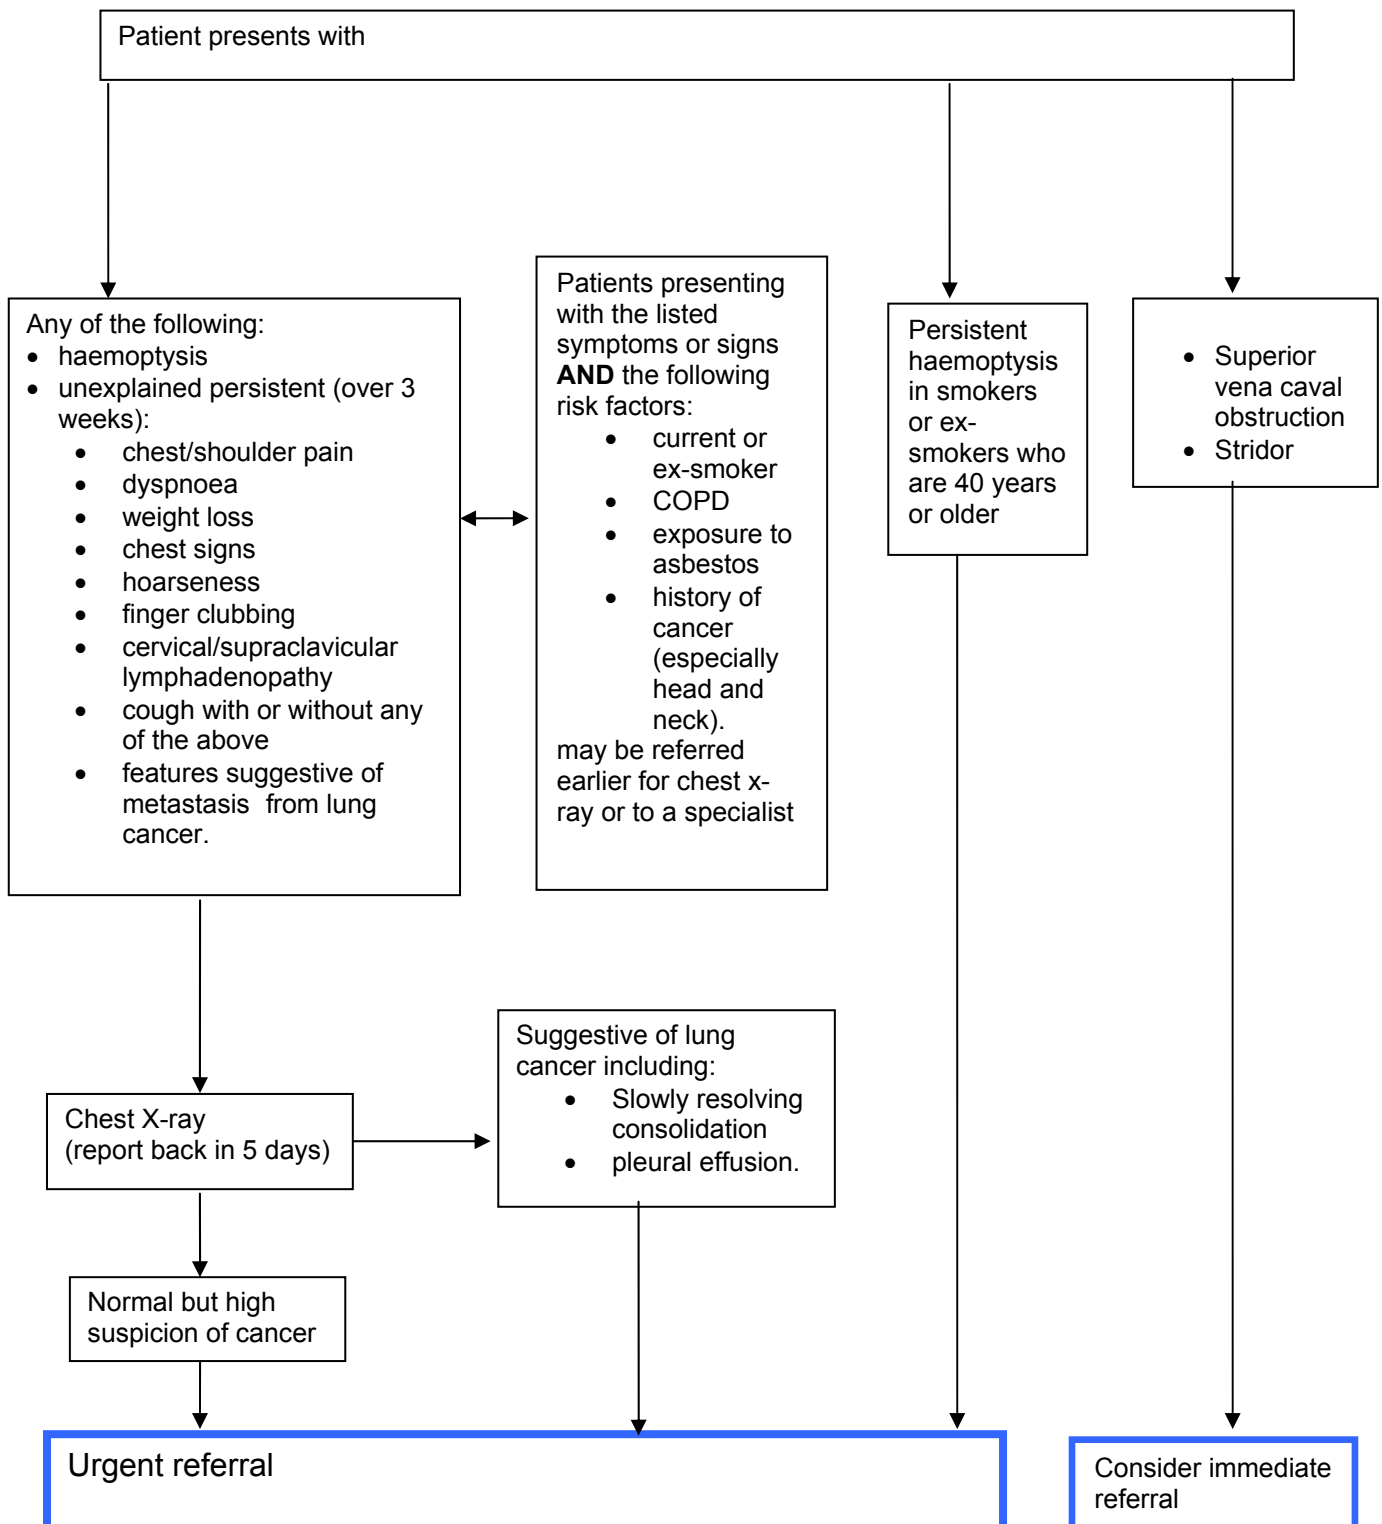 Patient presents with
Any of the following:
• haemoptysis
• unexplained persistent (over 3
weeks):
• chest/shoulder pain
• dyspnoea
• weight loss
• chest signs
• hoarseness
• finger clubbing
• cervical/supraclavicular
lymphadenopathy
• cough with or without any
of the above
• features suggestive of
metastasis from lung
cancer.
Patients presenting
with the listed
symptoms or signs
AND the following
risk factors:
• current or
ex-smoker
• COPD
• exposure to
asbestos
• history of
cancer
(especially
head and
neck).
may be referred
earlier for chest x-
ray or to a specialist
Persistent
haemoptysis
in smokers
or ex-
smokers who
are 40 years
or older
• Superior
vena caval
obstruction
• Stridor
Chest X-ray
(report back in 5 days)
Suggestive of lung
cancer including:
• Slowly resolving
consolidation
• pleural effusion.
Normal but high
suspicion of cancer
Urgent referral
Consider immediate
referral